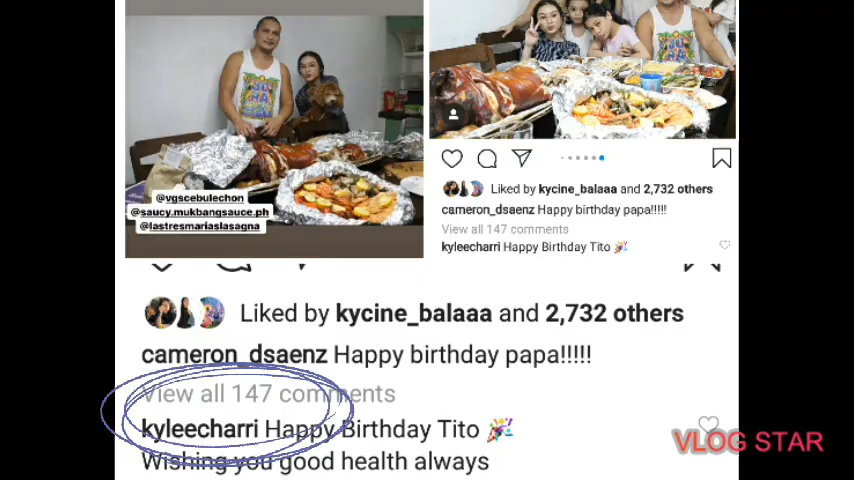 @vgscebulechon
@saucy.mukbangsauce.ph
@lastresmariaslasagna
Liked by kycine_balaaa and 2,732 others
cameron_dsaenz Happy birthday papa!!!!!
View all 147 comments
kyleecharri Happy Birthday Tito 🎉
Liked by kycine_balaaa and 2,732 others
cameron_dsaenz Happy birthday papa!!!!!
View all 147 comments
kyleecharri Happy Birthday Tito 🎉
Wishing you good health always
VLOG STAR